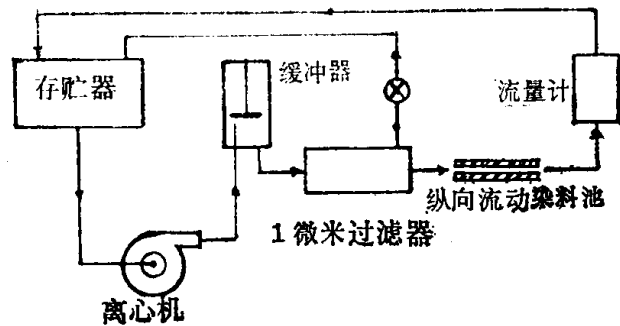 存贮器
缓冲器
流量计
纵向流动染料池
1微米过滤器
离心机